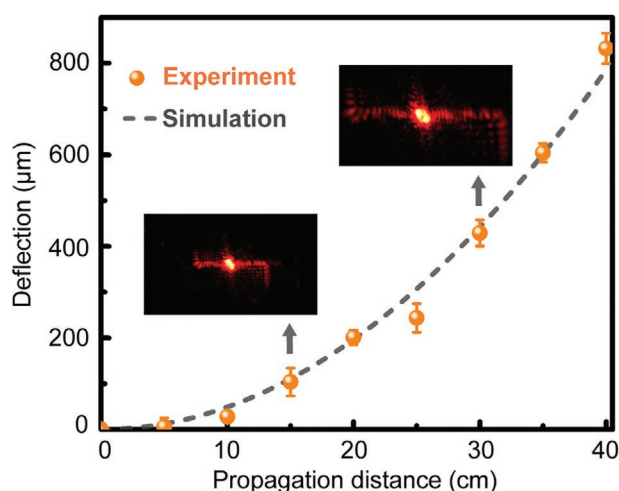 800
600
400
200
0
Deflection (µm)
Experiment
Simulation
0 10 20 30 40
Propagation distance (cm)